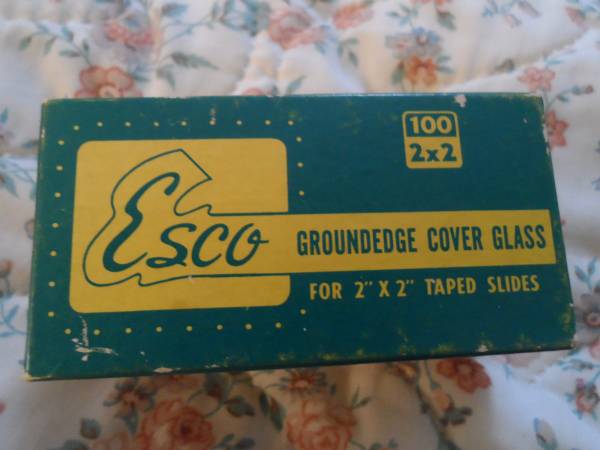 100
2x2
Esco
GROUNDEDGE COVER GLASS
FOR 2" X 2" TAPED SLIDES